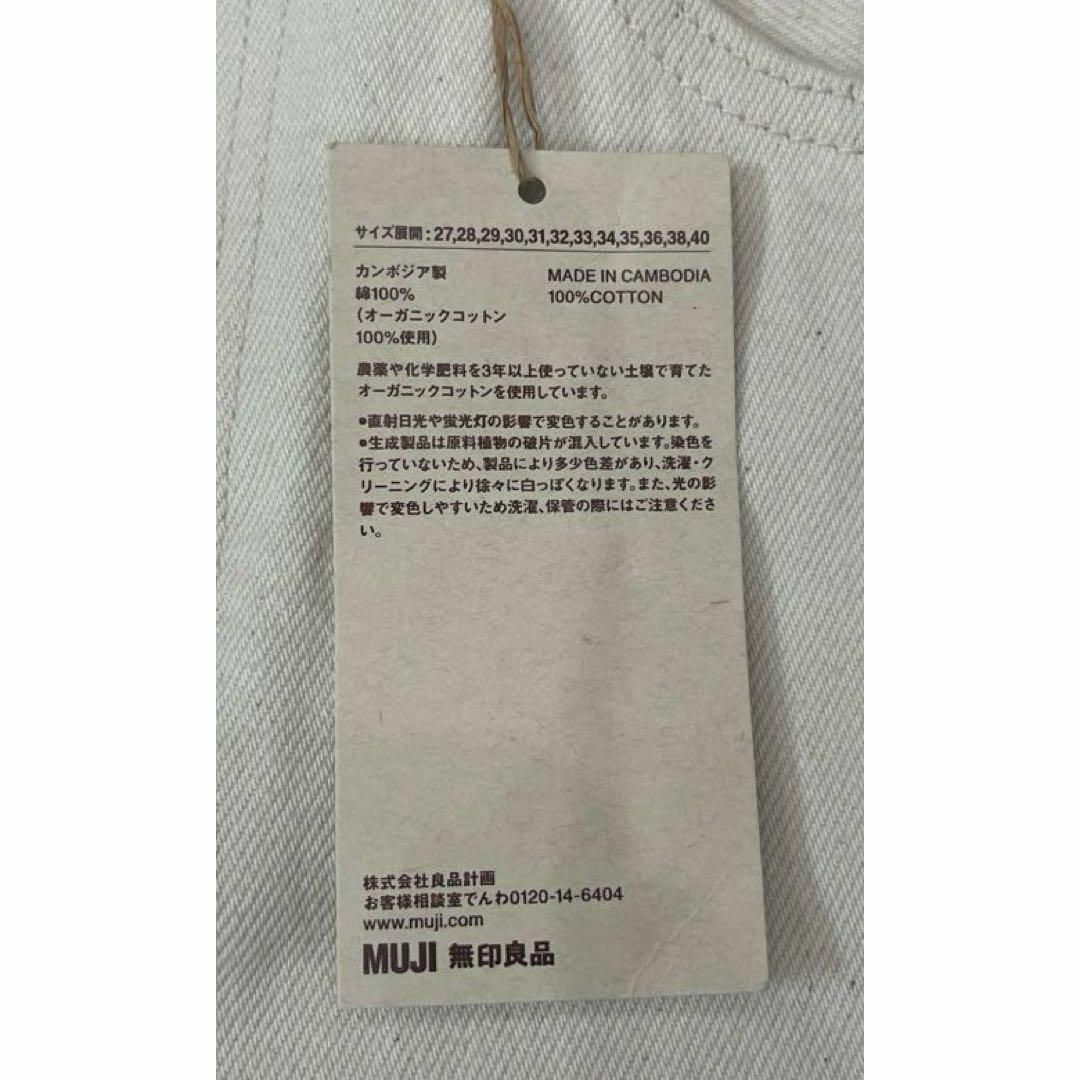 サイズ展開:27,28,29,30,31,32,33,34,35,36,38,40
カンボジア製
綿100%
(オーガニックコットン
100%使用)
MADE IN CAMBODIA
100%COTTON
農薬や化学肥料を3年以上使っていない土壌で育てた
オーガニックコットンを使用しています。
●直射日光や蛍光灯の影響で変色することがあります。
●生成製品は原料植物の破片が混入しています。染色を
行っていないため、製品により多少色差があり、洗濯・ク
リーニングにより徐々に白っぽくなります。また、光の影
響で変色しやすいため洗濯、保管の際にはご注意くださ
い。
株式会社良品計画
お客様相談室でんわ0120-14-6404
www.muji.com
MUJI 無印良品